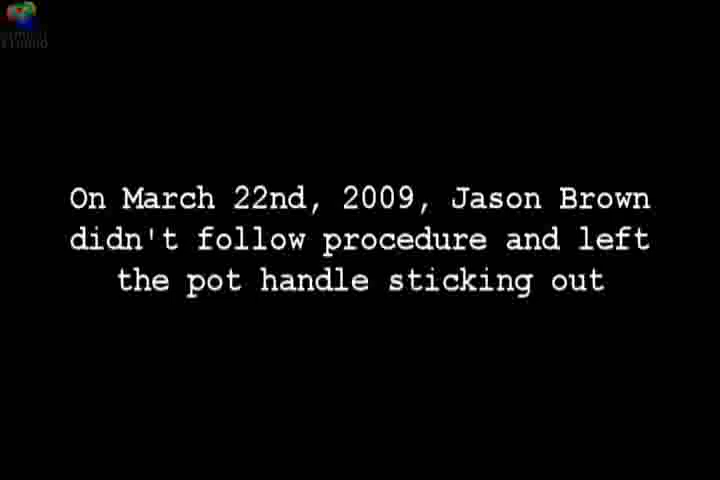 On March 22nd, 2009, Jason Brown
didn't follow procedure and left
the pot handle sticking out